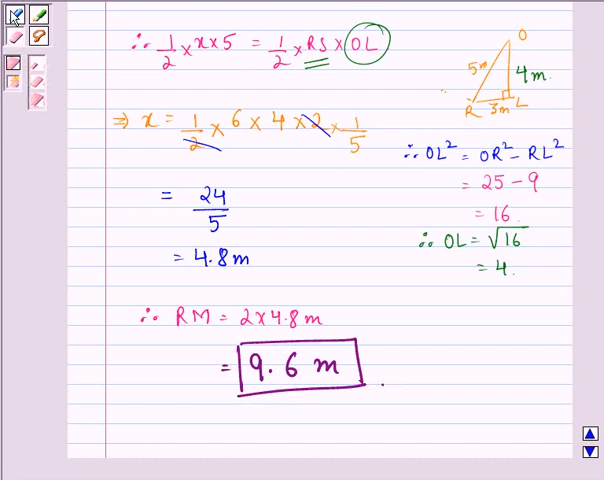 ∴ 1/2 × x × 5 = 1/2 × RS × OL
⇒ x = 1/2 × 6 × 4 × 2 × 1/5
= 24/5
= 4.8 m
∴ RM = 2 × 4.8 m
= 9.6 m.
O
5m
4 m.
R 3m L
∴ OL² = OR² − RL²
= 25 − 9
= 16.
∴ OL = √16
= 4.